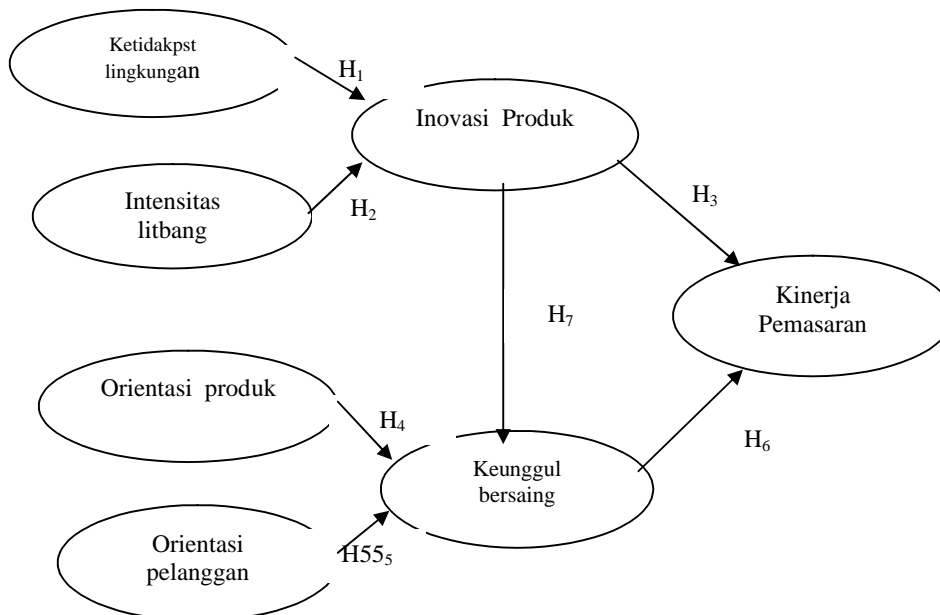 Ketidakpst
lingkungan
H1
Inovasi Produk
Intensitas
litbang
H2
H3
Kinerja
Pemasaran
H7
Orientasi produk
H4
H6
Keunggul
bersaing
Orientasi
pelanggan
H555